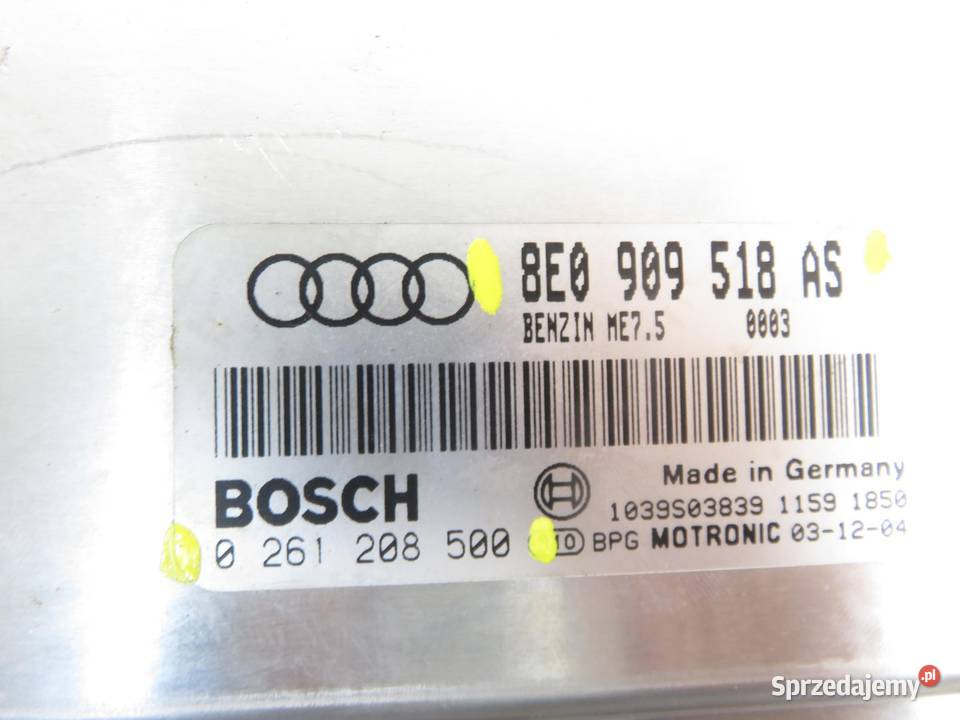 8E0 909 518 AS
BENZIN ME7.5 0003
BOSCH
Made in Germany
1039S03839 1159 1850
0 261 208 500
10 BPG MOTRONIC 03-12-04
Sprzedajemy.pl